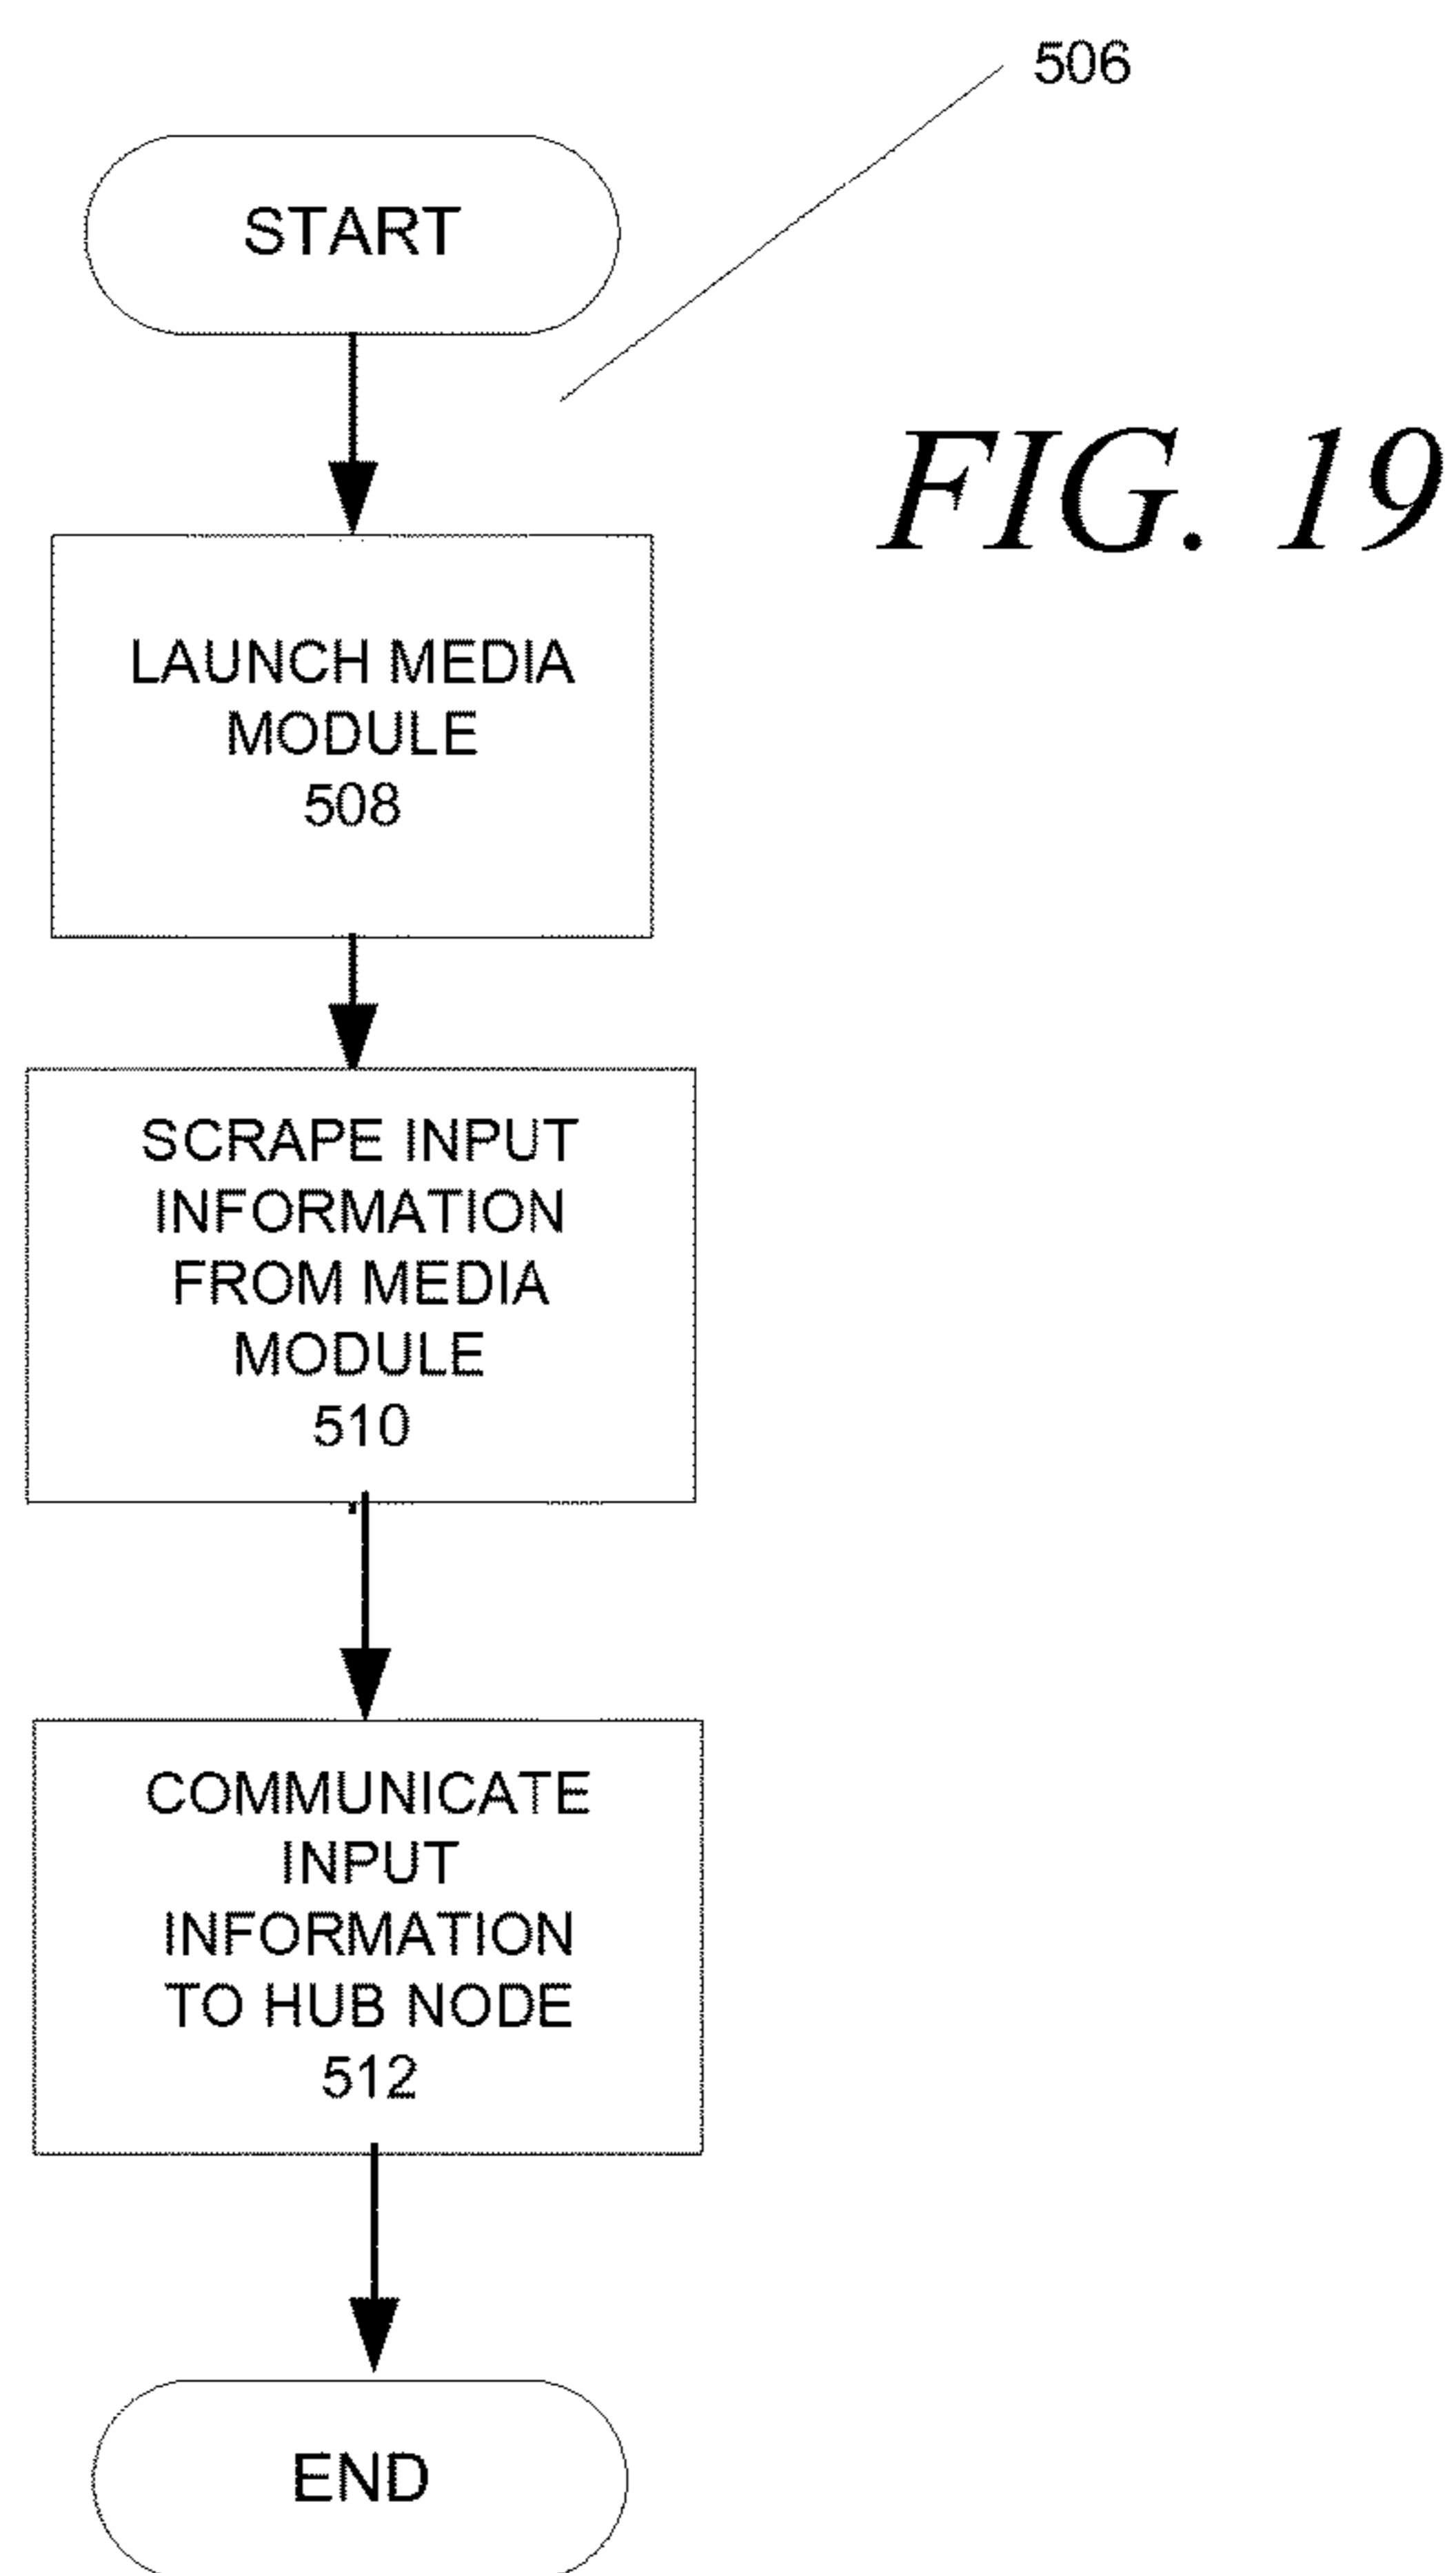 506
START
FIG. 19
LAUNCH MEDIA
MODULE
508
SCRAPE INPUT
INFORMATION
FROM MEDIA
MODULE
510
COMMUNICATE
INPUT
INFORMATION
TO HUB NODE
512
END